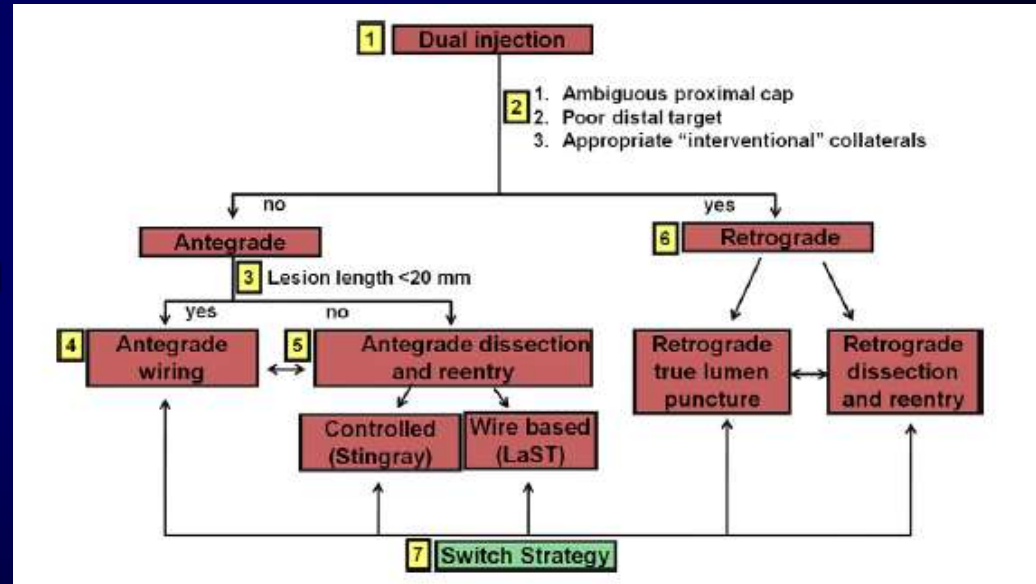 1 Dual injection
2
1. Ambiguous proximal cap
2. Poor distal target
3. Appropriate “interventional” collaterals
no
yes
Antegrade
6 Retrograde
3 Lesion length <20 mm
yes
no
4 Antegrade
wiring
5 Antegrade dissection
and reentry
Retrograde
true lumen
puncture
Retrograde
dissection
and reentry
Controlled
(Stingray)
Wire based
(LaST)
7 Switch Strategy